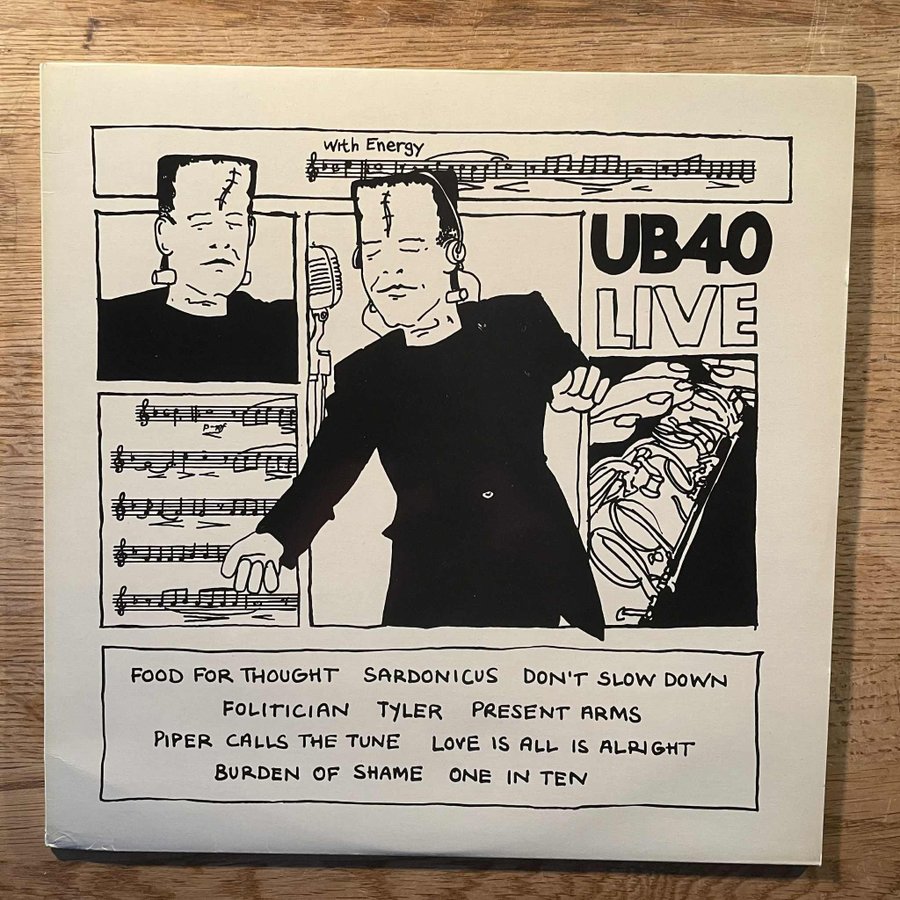 With Energy
UB40
LIVE
FOOD FOR THOUGHT SARDONICUS DON'T SLOW DOWN
FOLITICIAN TYLER PRESENT ARMS
PIPER CALLS THE TUNE LOVE IS ALL IS ALRIGHT
BURDEN OF SHAME ONE IN TEN